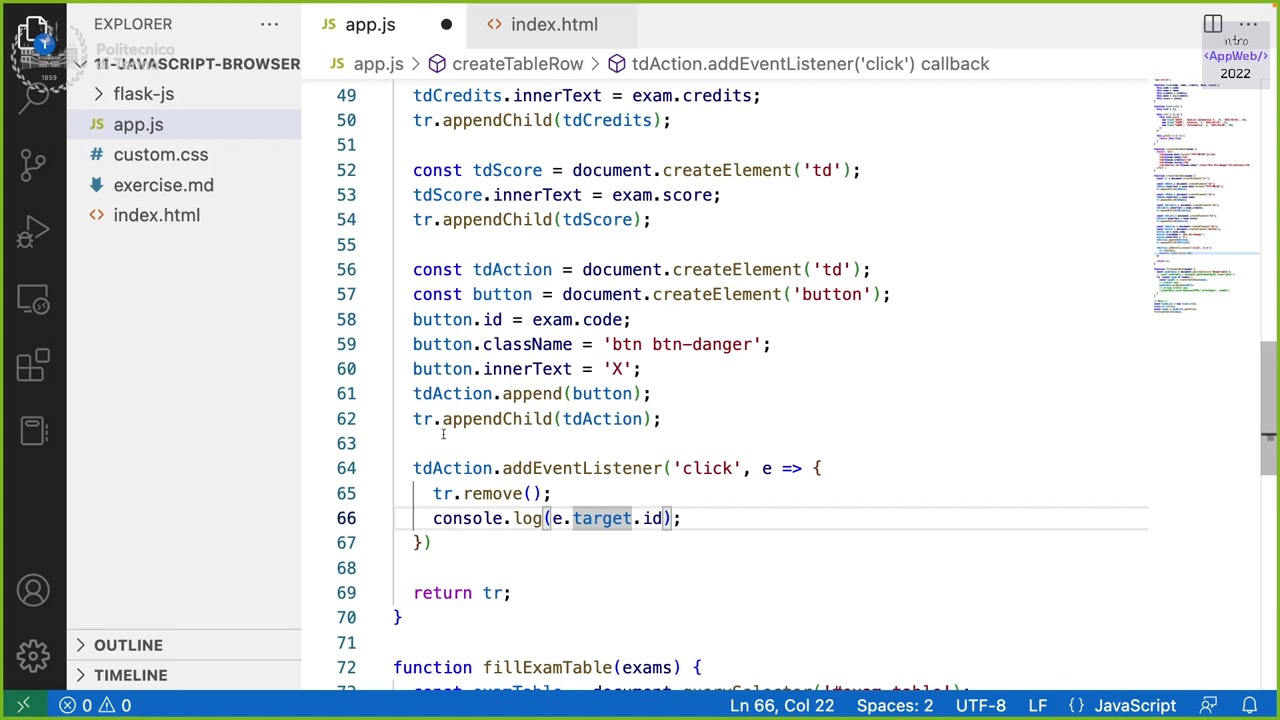 EXPLORER
JS app.js
<> index.html
ntro
<AppWeb/>
2022
Politecnico
1859
11-JAVASCRIPT-BROWSER
JS app.js > createTableRow > tdAction.addEventListener('click') callback
flask-js
JS app.js
# custom.css
exercise.md
<> index.html
49 tdCredits.innerText = exam.credits;
50 tr.appendChild(tdCredits);
51
52 const tdScore = document.createElement('td');
53 tdScore.innerText = exam.score;
54 tr.appendChild(tdScore);
55
56 const tdAction = document.createElement('td');
57 const button = document.createElement('button');
58 button.id = exam.code;
59 button.className = 'btn btn-danger';
60 button.innerText = 'X';
61 tdAction.append(button);
62 tr.appendChild(tdAction);
63
64 tdAction.addEventListener('click', e => {
65 tr.remove();
66 console.log(e.target.id);
67 })
68
69 return tr;
70 }
71
72 function fillExamTable(exams) {
OUTLINE
TIMELINE
0 0
Ln 66, Col 22 Spaces: 2 UTF-8 LF {} JavaScript